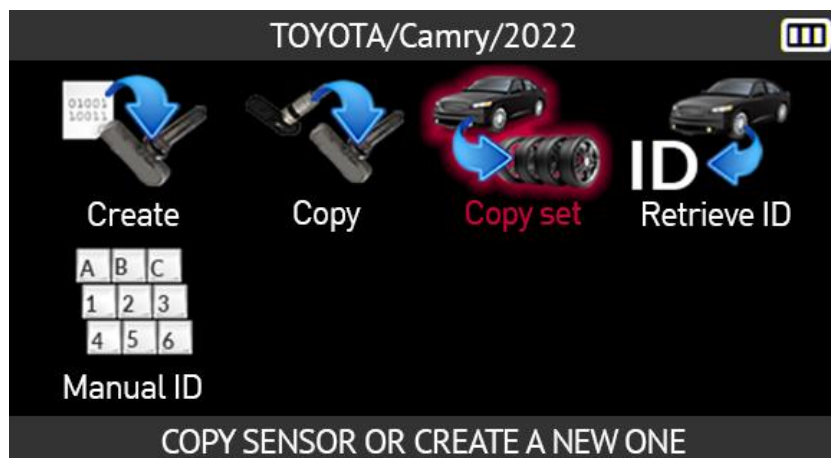 TOYOTA/Camry/2022
01001
10011
Create
Copy
Copy set
ID
Retrieve ID
A B C
1 2 3
4 5 6
Manual ID
COPY SENSOR OR CREATE A NEW ONE